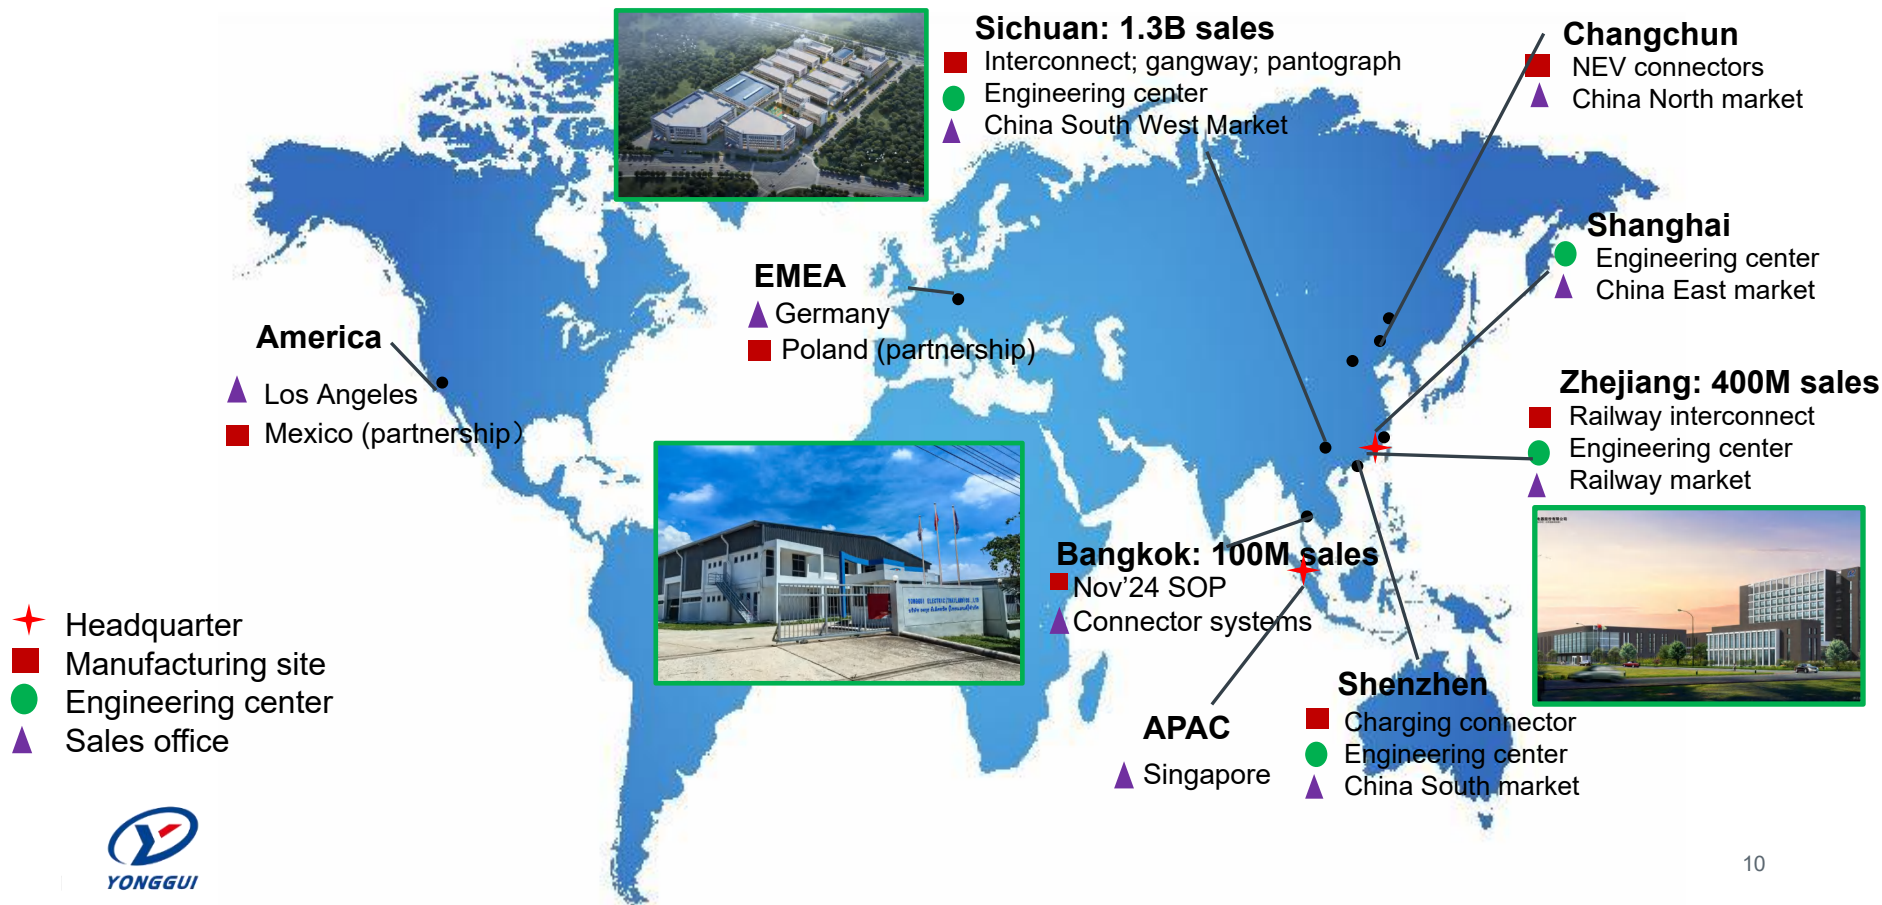 Sichuan: 1.3B sales
Interconnect; gangway; pantograph
Engineering center
China South West Market
Changchun
NEV connectors
China North market
Shanghai
Engineering center
China East market
EMEA
Germany
Poland (partnership)
America
Los Angeles
Mexico (partnership）
Zhejiang: 400M sales
Railway interconnect
Engineering center
Railway market
Bangkok: 100M sales
Nov’24 SOP
Connector systems
Shenzhen
Charging connector
Engineering center
China South market
APAC
Singapore
Headquarter
Manufacturing site
Engineering center
Sales office
YONGGUI
10